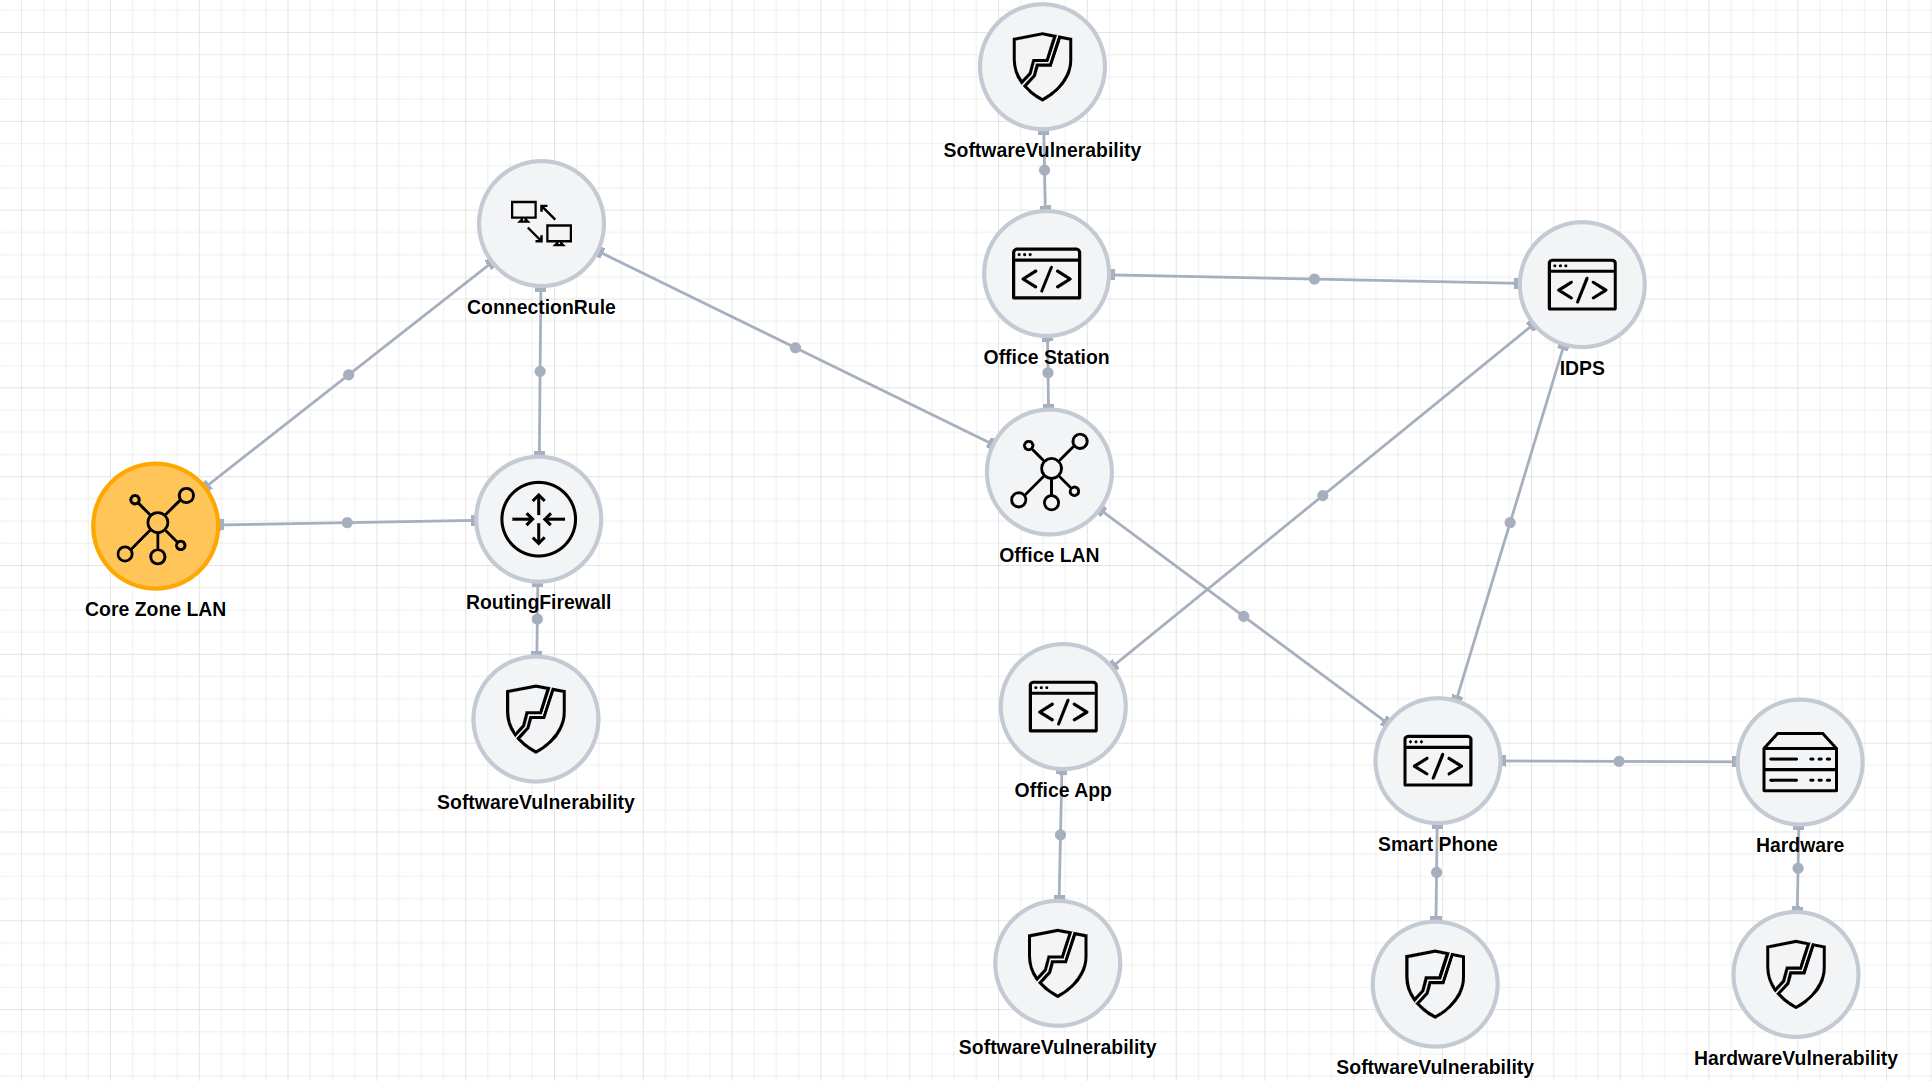 SoftwareVulnerability
ConnectionRule
Office Station
IDPS
Office LAN
Core Zone LAN
RoutingFirewall
SoftwareVulnerability
Office App
Smart Phone
Hardware
SoftwareVulnerability
SoftwareVulnerability
HardwareVulnerability